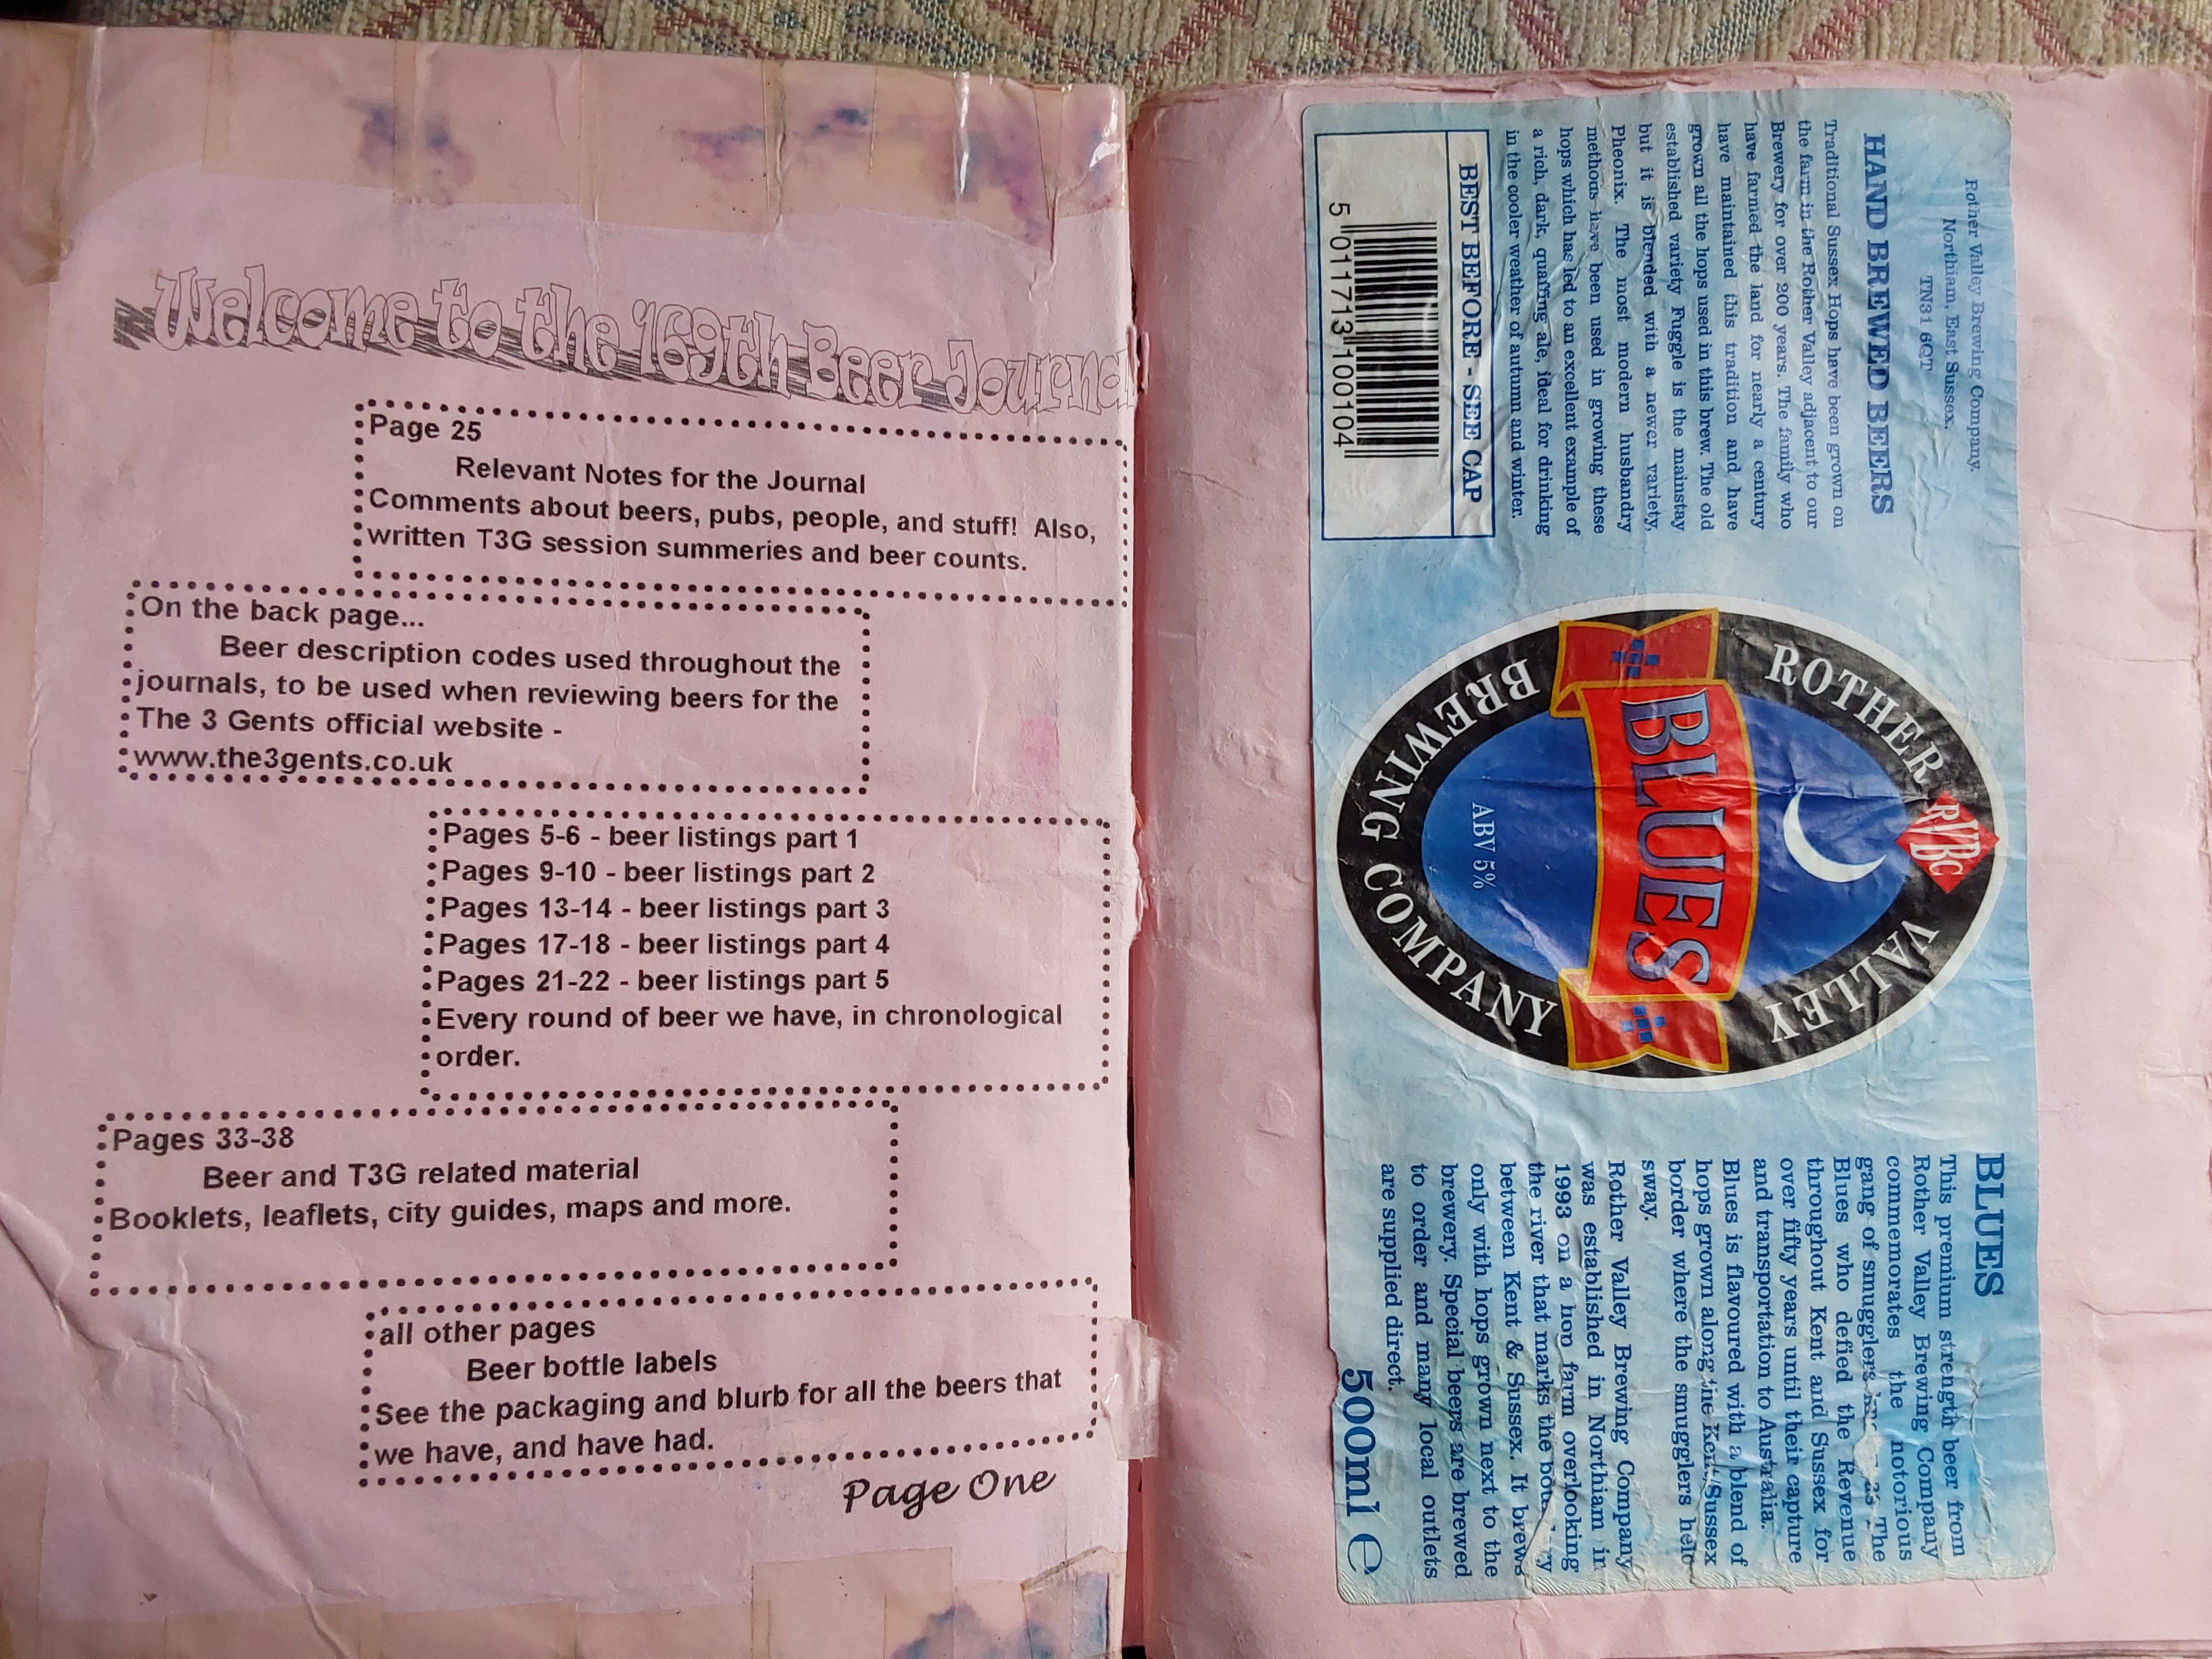 Welcome to the 169th Beer Journa
Page 25
Relevant Notes for the Journal
Comments about beers, pubs, people, and stuff! Also,
written T3G session summeries and beer counts.
On the back page...
Beer description codes used throughout the
journals, to be used when reviewing beers for the
The 3 Gents official website -
www.the3gents.co.uk
Pages 5-6 - beer listings part 1
Pages 9-10 - beer listings part 2
Pages 13-14 - beer listings part 3
Pages 17-18 - beer listings part 4
Pages 21-22 - beer listings part 5
Every round of beer we have, in chronological
order.
Pages 33-38
Beer and T3G related material
Booklets, leaflets, city guides, maps and more.
all other pages
Beer bottle labels
See the packaging and blurb for all the beers that
we have, and have had.
Page One
Rother Valley Brewing Company.
Northiam, East Sussex.
TN31 6QT
HAND BREWED BEERS
Traditional Sussex Hops have been grown on
the farm in the Rother Valley adjacent to our
Brewery for over 200 years. The family who
have farmed the land for nearly a century
have maintained this tradition and have
grown all the hops used in this brew. The old
established variety Fuggle is the mainstay
but it is blended with a newer variety,
Pheonix. The most modern husbandry
methods have been used in growing these
hops which has led to an excellent example of
a rich, dark, quaffing ale, ideal for drinking
in the cooler weather of autumn and winter.
BEST BEFORE - SEE CAP
5 011713 100104
ROTHER VALLEY
RVBC
BLUES
ABV 5%
BREWING COMPANY
BLUES
This premium strength beer from
Rother Valley Brewing Company
commemorates the notorious
gang of smugglers as The
Blues who defied the Revenue
throughout Kent and Sussex for
over fifty years until their capture
and transportation to Australia.
Blues is flavoured with a blend of
hops grown along the Kent/Sussex
border where the smugglers held
sway.
Rother Valley Brewing Company
was established in Northiam in
1993 on a hop farm overlooking
the river that marks the boundary
between Kent & Sussex. It brews
only with hops grown next to the
brewery. Special beers are brewed
to order and many local outlets
are supplied direct.
500ml e